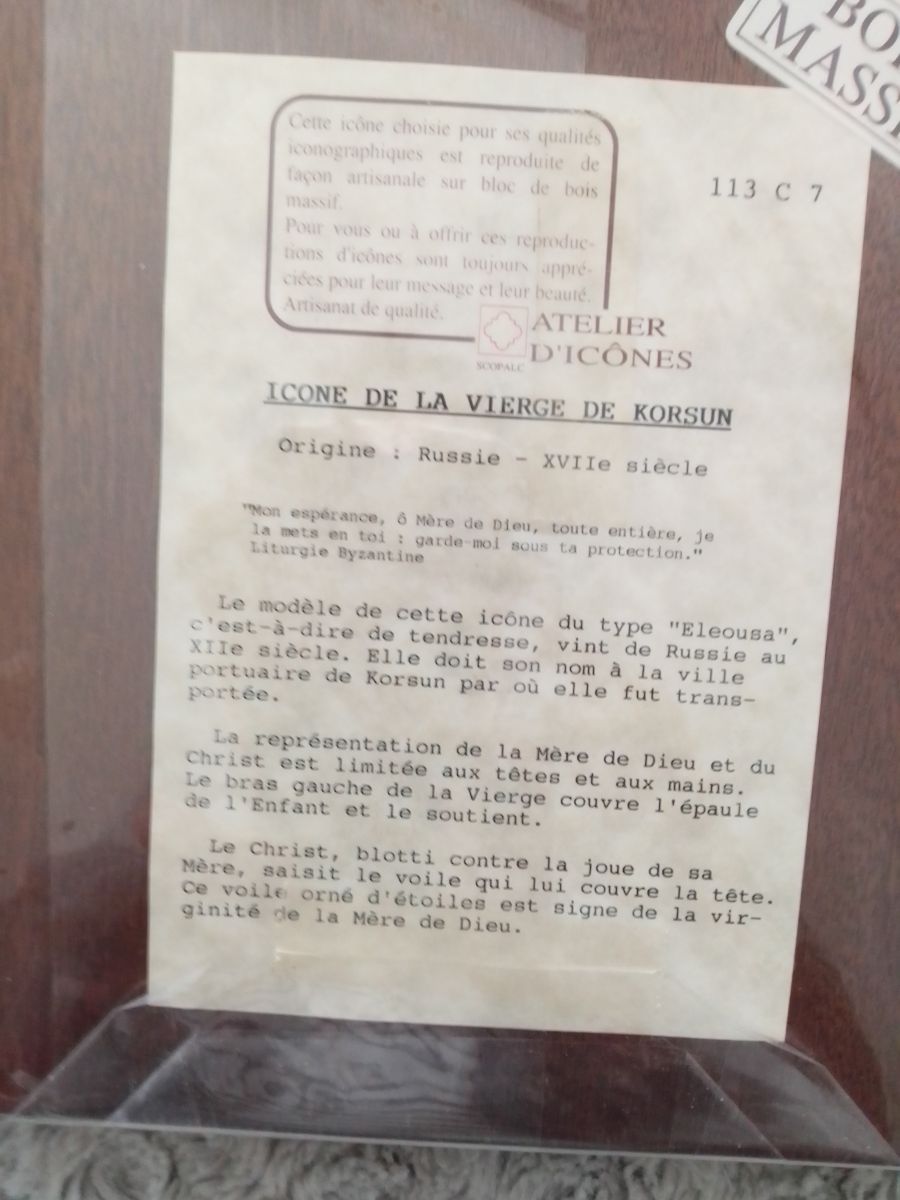 Cette icône choisie pour ses qualités
iconographiques est reproduite de
façon artisanale sur bloc de bois
massif.
Pour vous ou à offrir ces reproduc-
tions d'icônes sont toujours appré-
ciées pour leur message et leur beauté.
Artisanat de qualité.
113 C 7
SCOPALC
ATELIER
D'ICÔNES
ICONE DE LA VIERGE DE KORSUN
Origine : Russie - XVIIe siècle
"Mon espérance, ô Mère de Dieu, toute entière, je
la mets en toi : garde-moi sous ta protection."
Liturgie Byzantine
Le modèle de cette icône du type "Eleousa",
c'est-à-dire de tendresse, vint de Russie au
XIIe siècle. Elle doit son nom à la ville
portuaire de Korsun par où elle fut trans-
portée.
La représentation de la Mère de Dieu et du
Christ est limitée aux têtes et aux mains.
Le bras gauche de la Vierge couvre l'épaule
de l'Enfant et le soutient.
Le Christ, blotti contre la joue de sa
Mère, saisit le voile qui lui couvre la tête.
Ce voile orné d'étoiles est signe de la vir-
ginité de la Mère de Dieu.